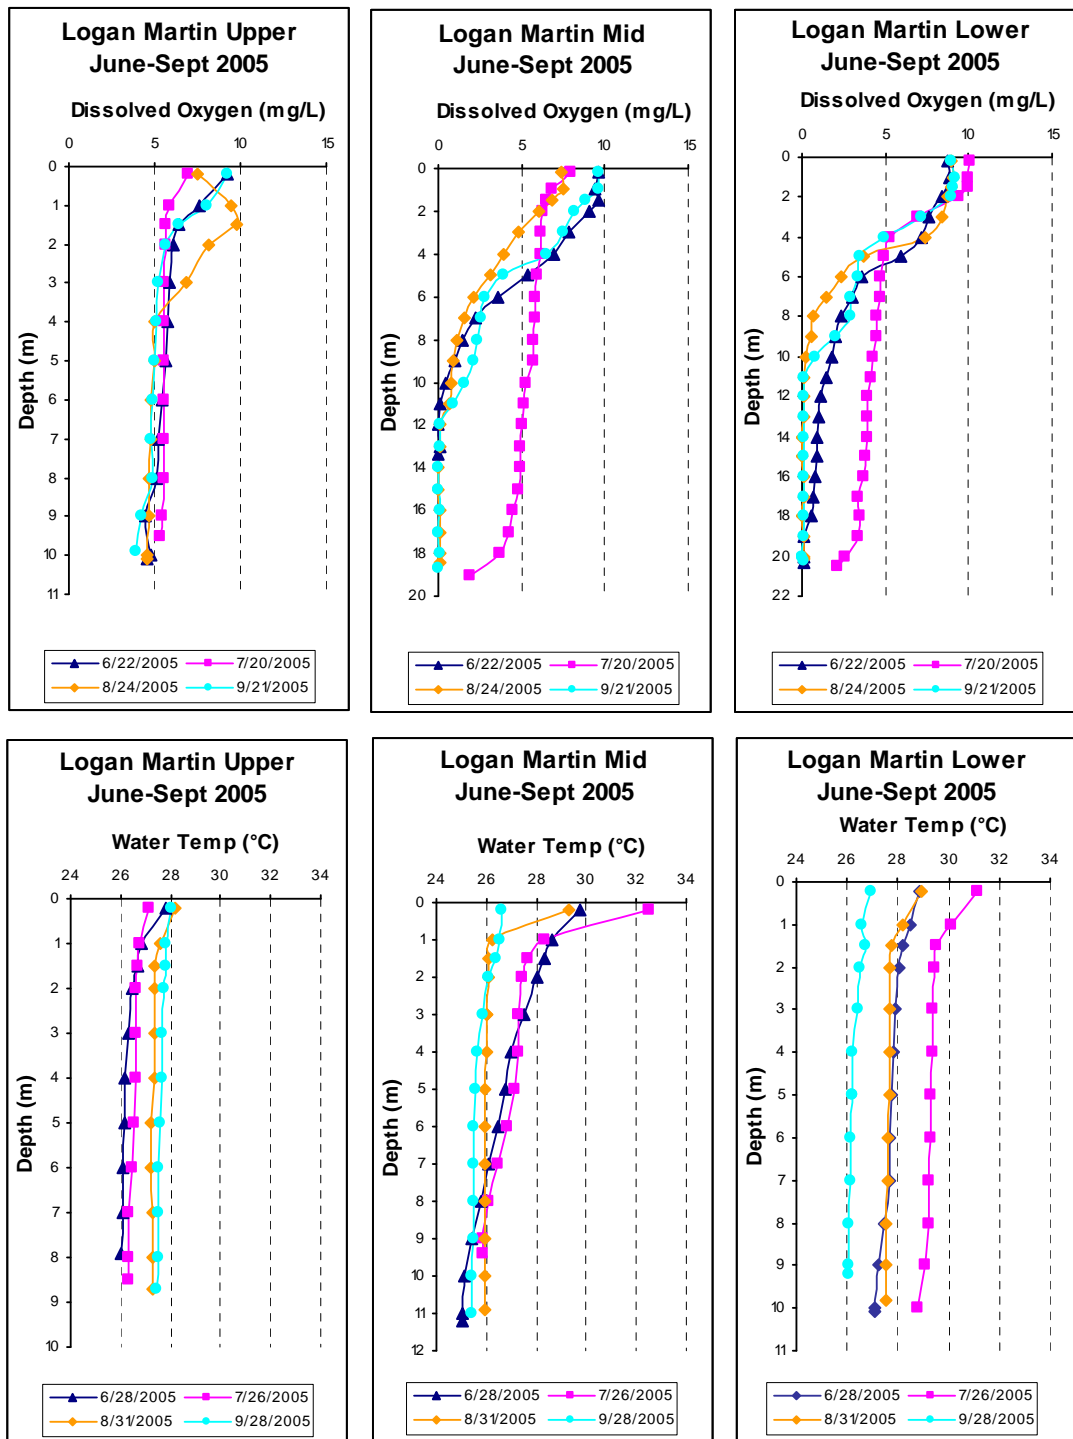 Logan Martin Upper
June-Sept 2005
Dissolved Oxygen (mg/L)
0 5 10 15
0
1
2
3
4
5
6
7
8
9
10
11
Depth (m)
6/22/2005 7/20/2005
8/24/2005 9/21/2005
Logan Martin Mid
June-Sept 2005
Dissolved Oxygen (mg/L)
0 5 10 15
0
2
4
6
8
10
12
14
16
18
20
Depth (m)
6/22/2005 7/20/2005
8/24/2005 9/21/2005
Logan Martin Lower
June-Sept 2005
Dissolved Oxygen (mg/L)
0 5 10 15
0
2
4
6
8
10
12
14
16
18
20
22
Depth (m)
6/22/2005 7/20/2005
8/24/2005 9/21/2005
Logan Martin Upper
June-Sept 2005
Water Temp (°C)
24 26 28 30 32 34
0
1
2
3
4
5
6
7
8
9
10
Depth (m)
6/28/2005 7/26/2005
8/31/2005 9/28/2005
Logan Martin Mid
June-Sept 2005
Water Temp (°C)
24 26 28 30 32 34
0
1
2
3
4
5
6
7
8
9
10
11
12
Depth (m)
6/28/2005 7/26/2005
8/31/2005 9/28/2005
Logan Martin Lower
June-Sept 2005
Water Temp (°C)
24 26 28 30 32 34
0
1
2
3
4
5
6
7
8
9
10
11
Depth (m)
6/28/2005 7/26/2005
8/31/2005 9/28/2005